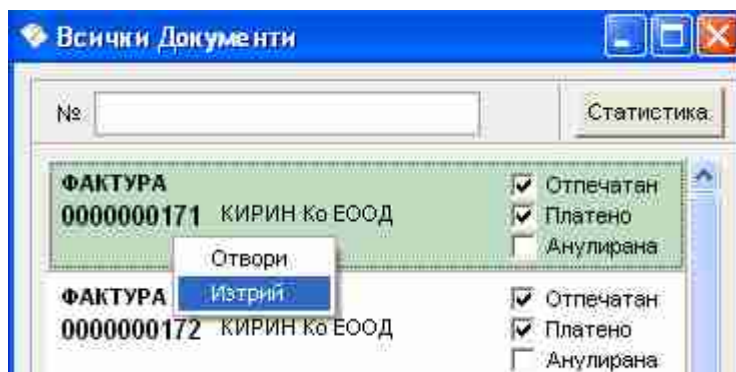 Всички Документи
№ Статистика
ФАКТУРА Отпечатан
0000000171 КИРИН Ко ЕООД Платено
Анулирана
Отвори
Изтрий
ФАКТУРА Отпечатан
0000000172 КИРИН Ко ЕООД Платено
Анулирана